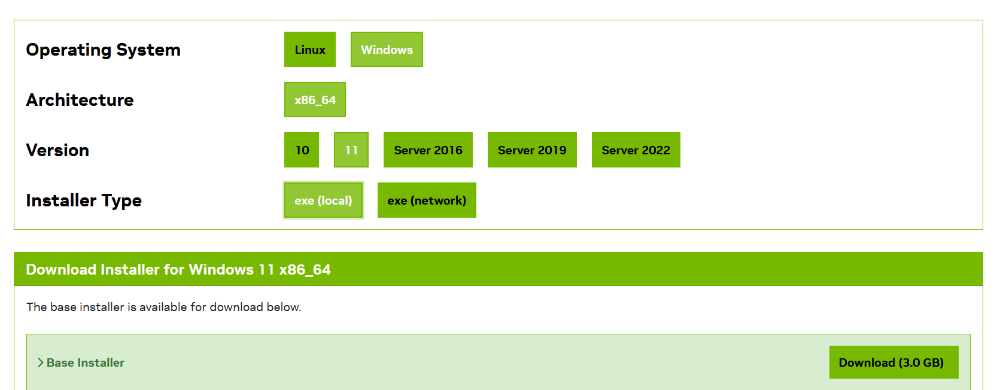 Operating System Linux Windows
Architecture x86_64
Version 10 11 Server 2016 Server 2019 Server 2022
Installer Type exe (local) exe (network)
Download Installer for Windows 11 x86_64
The base installer is available for download below.
Base Installer Download (3.0 GB)